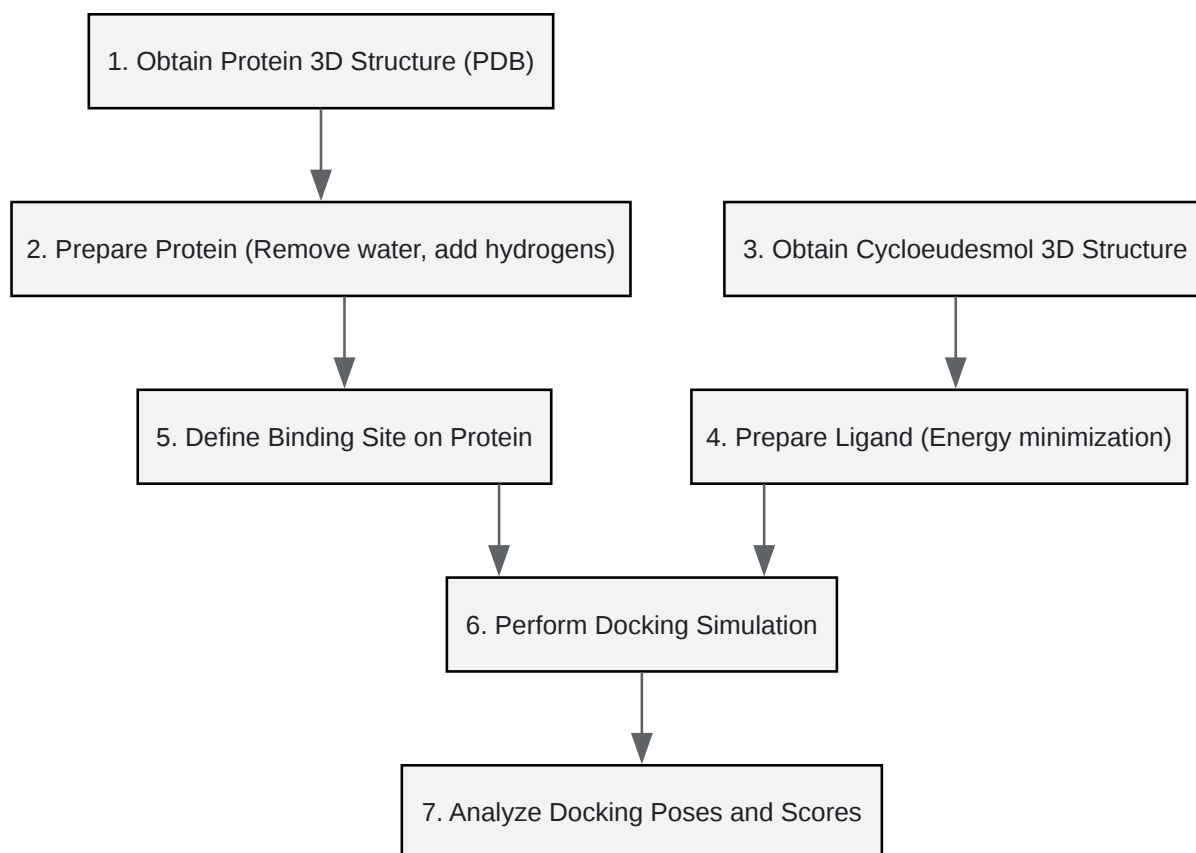 1. Obtain Protein 3D Structure (PDB)
2. Prepare Protein (Remove water, add hydrogens)
3. Obtain Cycloeudesmol 3D Structure
5. Define Binding Site on Protein
4. Prepare Ligand (Energy minimization)
6. Perform Docking Simulation
7. Analyze Docking Poses and Scores